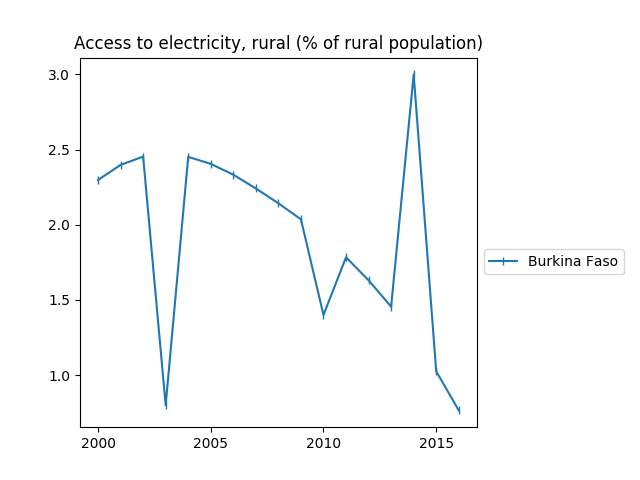 Access to electricity, rural (% of rural population)
3.0
2.5
2.0
1.5
1.0
2000 2005 2010 2015
Burkina Faso